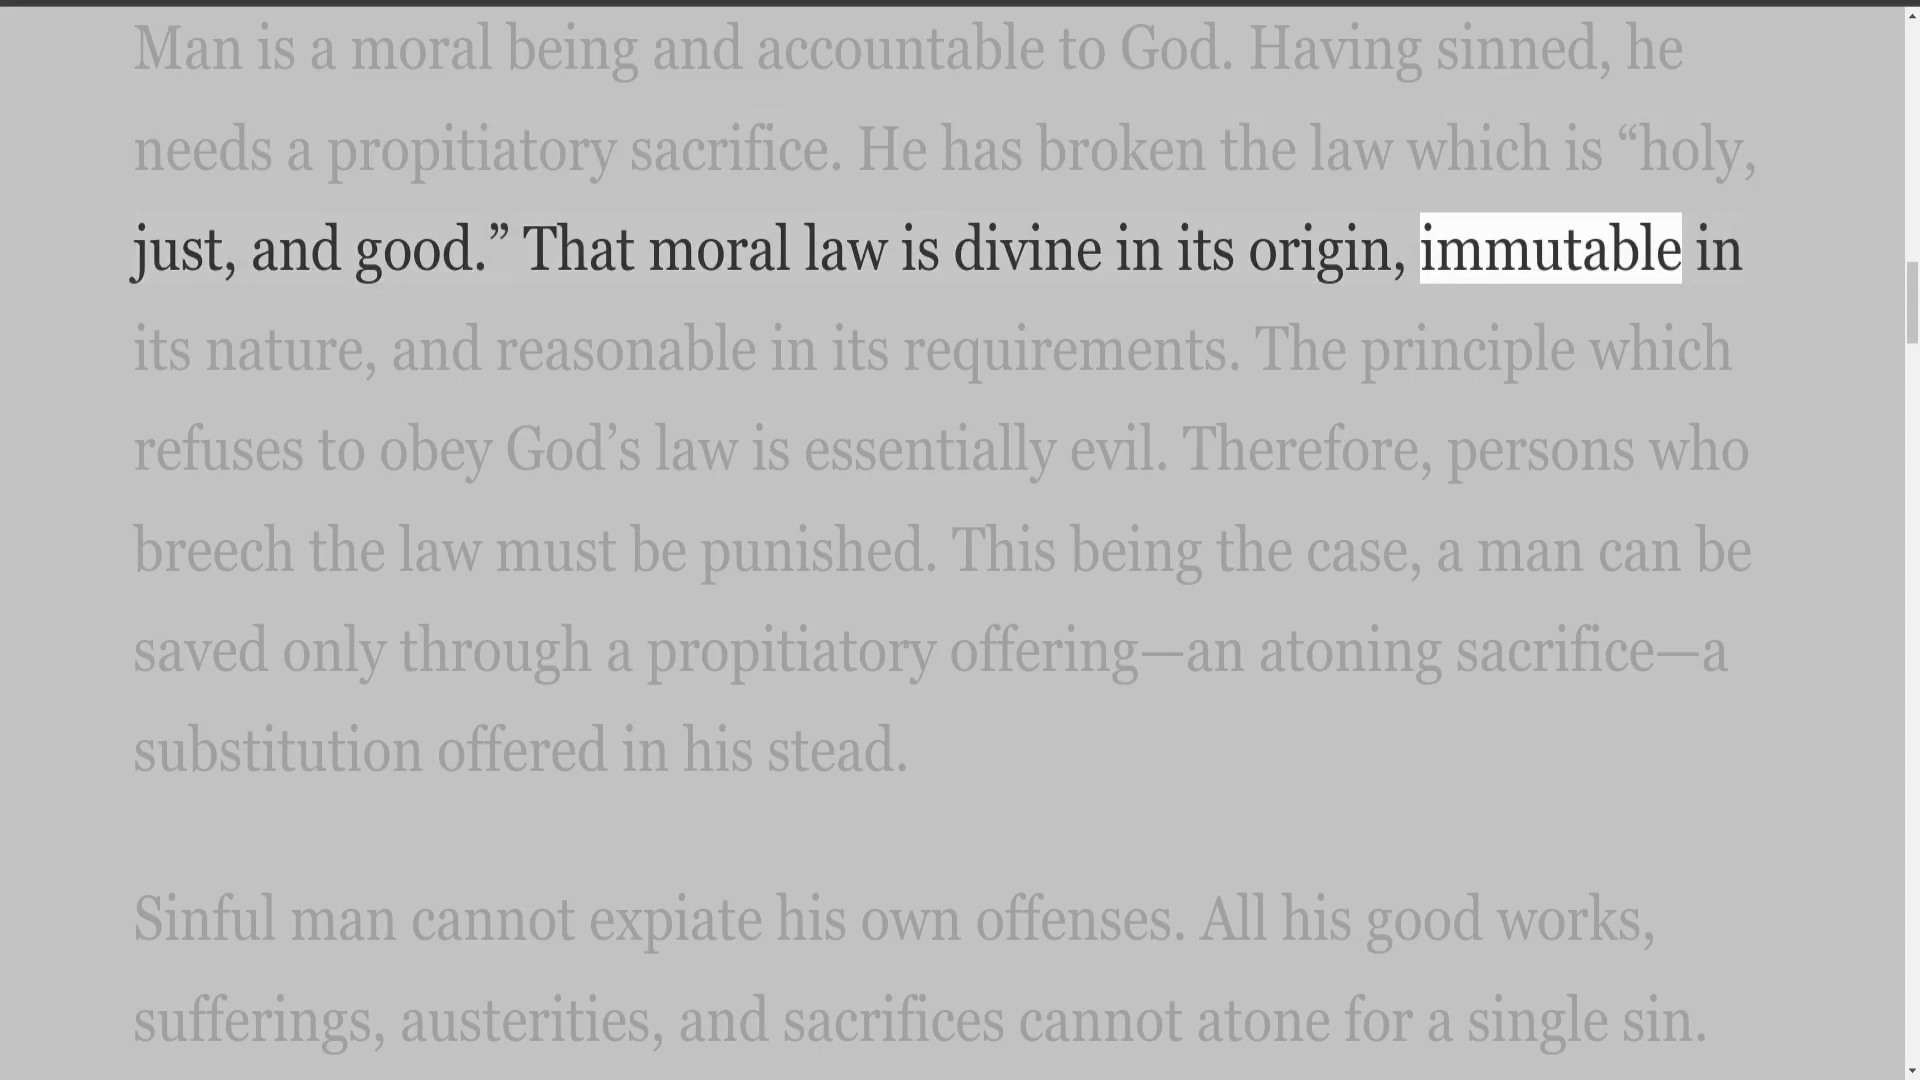 Man is a moral being and accountable to God. Having sinned, he
needs a propitiatory sacrifice. He has broken the law which is “holy,
just, and good.” That moral law is divine in its origin, immutable in
its nature, and reasonable in its requirements. The principle which
refuses to obey God’s law is essentially evil. Therefore, persons who
breech the law must be punished. This being the case, a man can be
saved only through a propitiatory offering—an atoning sacrifice—a
substitution offered in his stead.
Sinful man cannot expiate his own offenses. All his good works,
sufferings, austerities, and sacrifices cannot atone for a single sin.